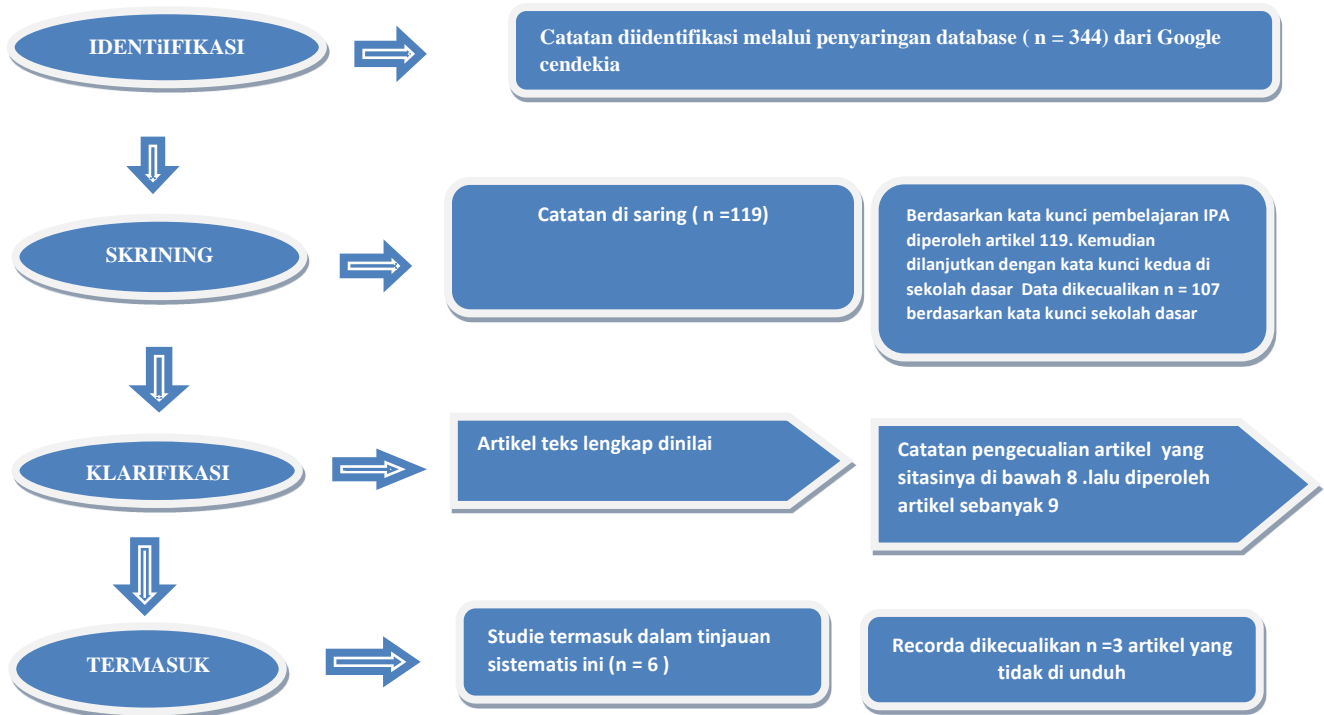 IDENTiIFIKASI
Catatan diidentifikasi melalui penyaringan database ( n = 344) dari Google
cendekia
SKRINING
Catatan di saring ( n =119)
Berdasarkan kata kunci pembelajaran IPA
diperoleh artikel 119. Kemudian
dilanjutkan dengan kata kunci kedua di
sekolah dasar Data dikecualikan n = 107
berdasarkan kata kunci sekolah dasar
KLARIFIKASI
Artikel teks lengkap dinilai
Catatan pengecualian artikel yang
sitasinya di bawah 8 .lalu diperoleh
artikel sebanyak 9
TERMASUK
Studie termasuk dalam tinjauan
sistematis ini (n = 6 )
Recorda dikecualikan n =3 artikel yang
tidak di unduh